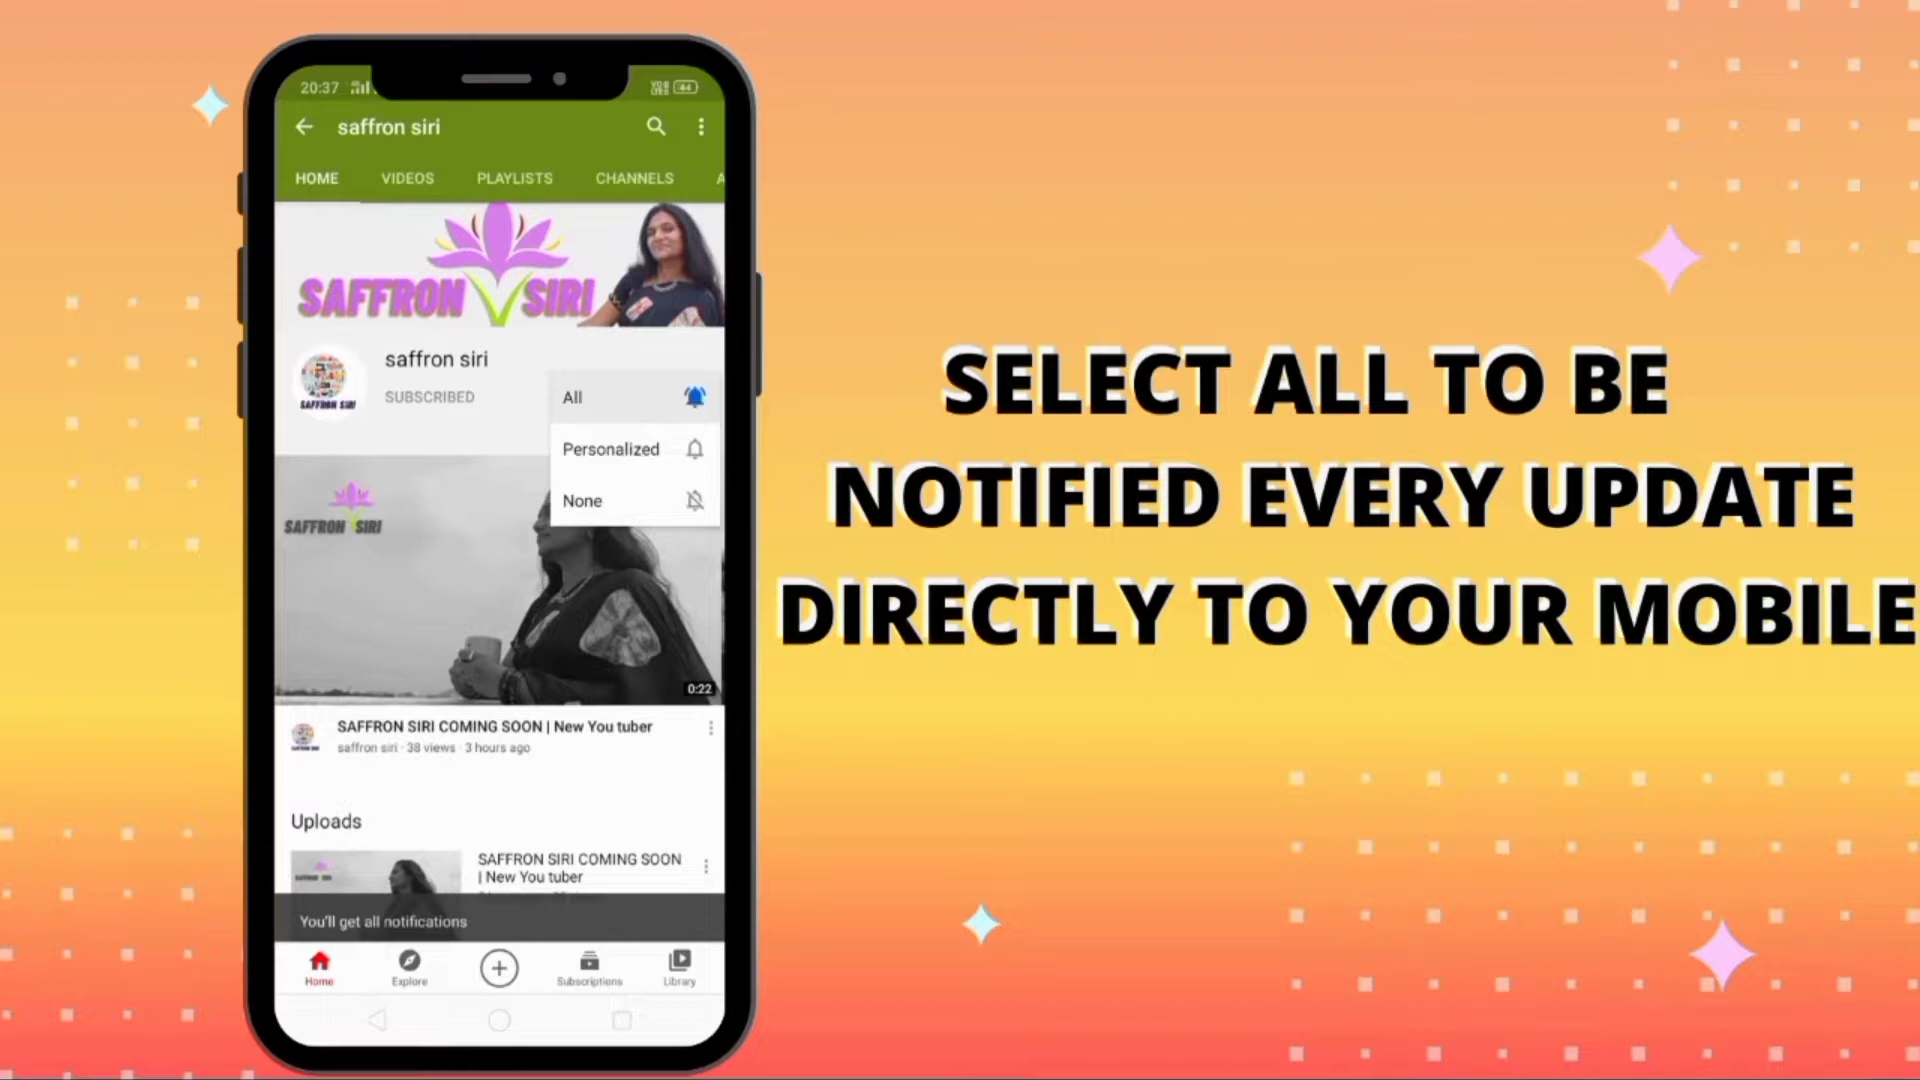 20:37
44
saffron siri
HOME VIDEOS PLAYLISTS CHANNELS A
SAFFRON SIRI
saffron siri
SAFFRON SIRI
SUBSCRIBED
All
Personalized
None
SAFFRON SIRI
0:22
SAFFRON SIRI COMING SOON | New You tuber
saffron siri · 38 views · 3 hours ago
Uploads
SAFFRON SIRI COMING SOON
| New You tuber
You'll get all notifications
Home Explore Subscriptions Library
SELECT ALL TO BE
NOTIFIED EVERY UPDATE
DIRECTLY TO YOUR MOBILE